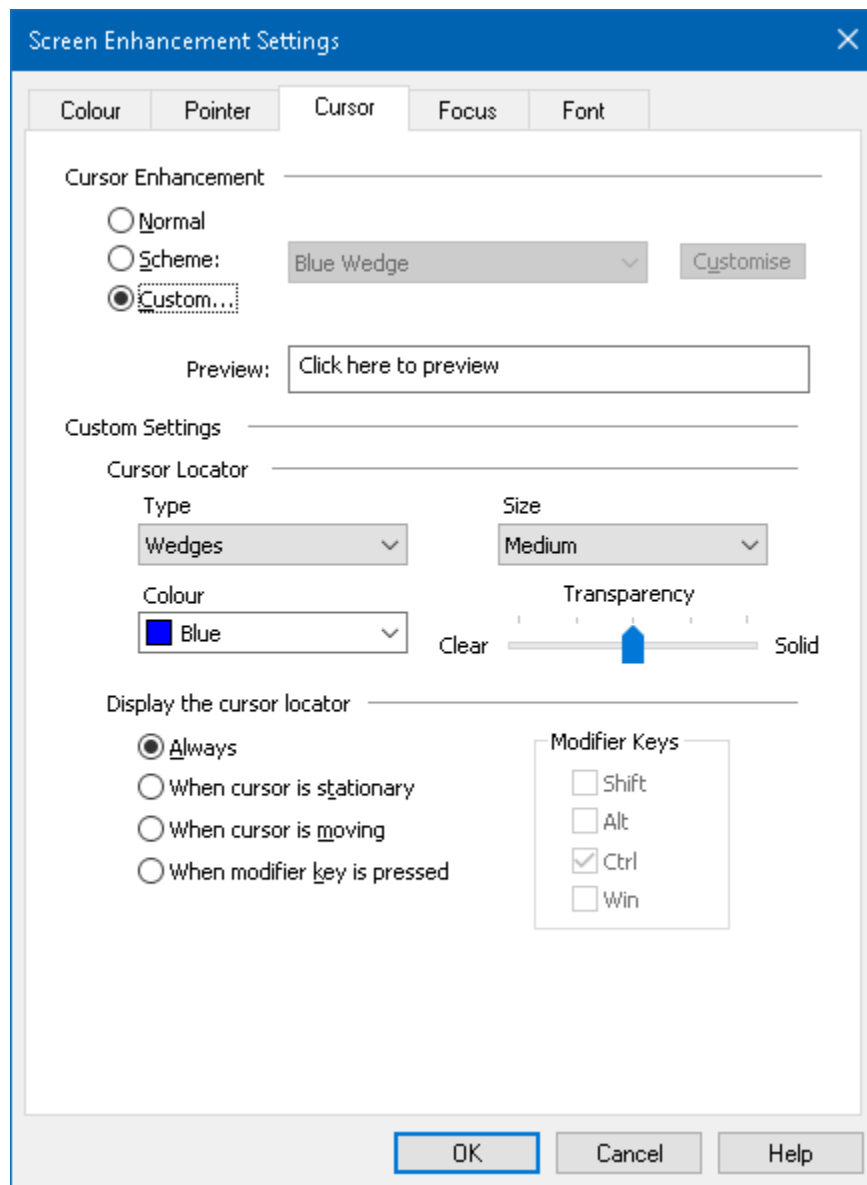 Screen Enhancement Settings
Colour Pointer Cursor Focus Font
Cursor Enhancement
Normal
Scheme: Blue Wedge Customise
Custom...
Preview: Click here to preview
Custom Settings
Cursor Locator
Type Size
Wedges Medium
Colour Transparency
Blue Clear Solid
Display the cursor locator
Always Modifier Keys
When cursor is stationary Shift
When cursor is moving Alt
When modifier key is pressed Ctrl
Win
OK Cancel Help